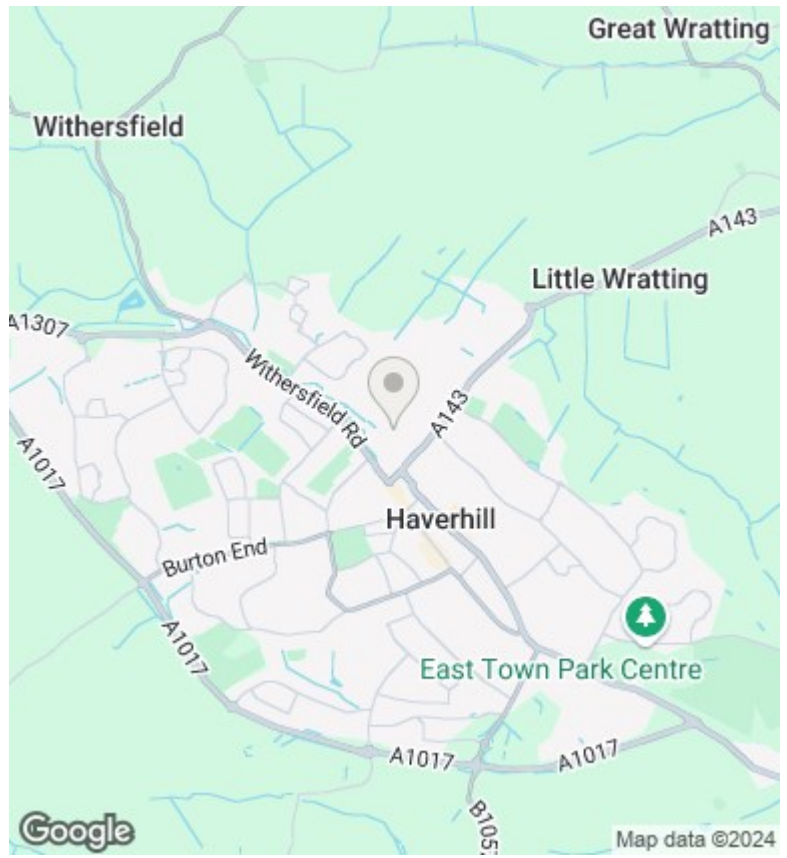 Great Wratting
Withersfield
A143
Little Wratting
A1307
Withersfield Rd
A143
A1017
Haverhill
Burton End
A1017
East Town Park Centre
A1017
A1017
Google
Map data ©2024